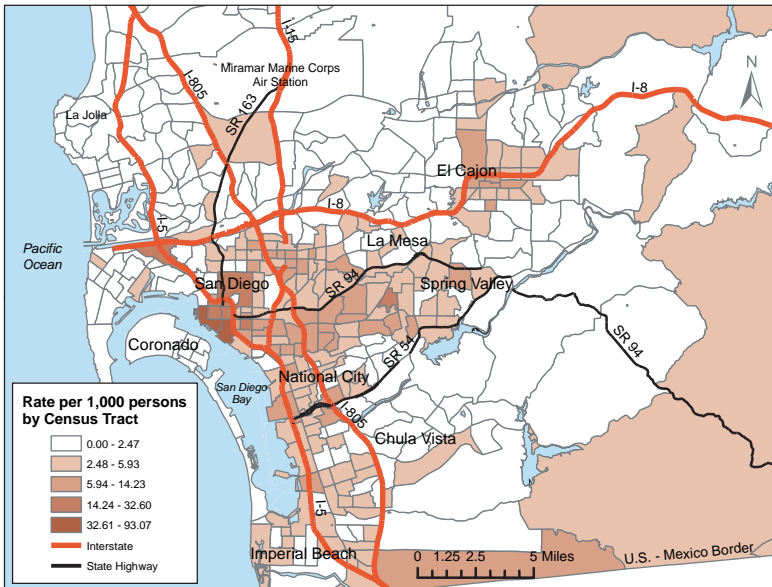 I-15
I-805
Miramar Marine Corps
Air Station
SR 163
La Jolla
N
I-8
El Cajon
I-8
I-5
La Mesa
Pacific
Ocean
San Diego
SR 94
Spring Valley
Coronado
SR 54
SR 94
San Diego
Bay
National City
I-805
Chula Vista
I-5
Imperial Beach
0 1.25 2.5 5 Miles
U.S. - Mexico Border
Rate per 1,000 persons
by Census Tract
0.00 - 2.47
2.48 - 5.93
5.94 - 14.23
14.24 - 32.60
32.61 - 93.07
Interstate
State Highway